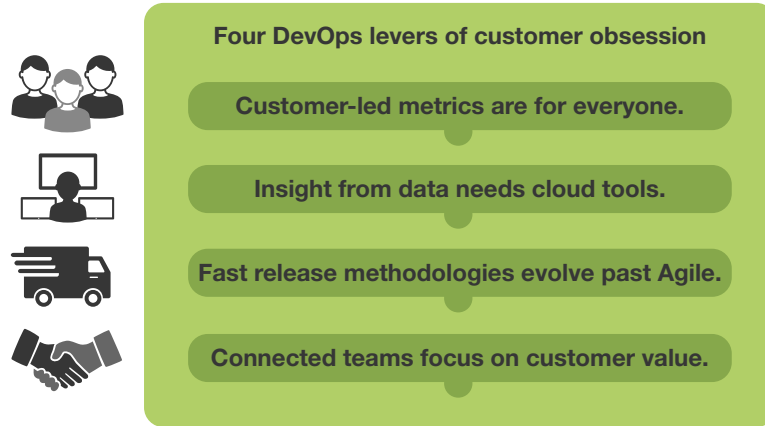 Four DevOps levers of customer obsession
Customer-led metrics are for everyone.
Insight from data needs cloud tools.
Fast release methodologies evolve past Agile.
Connected teams focus on customer value.